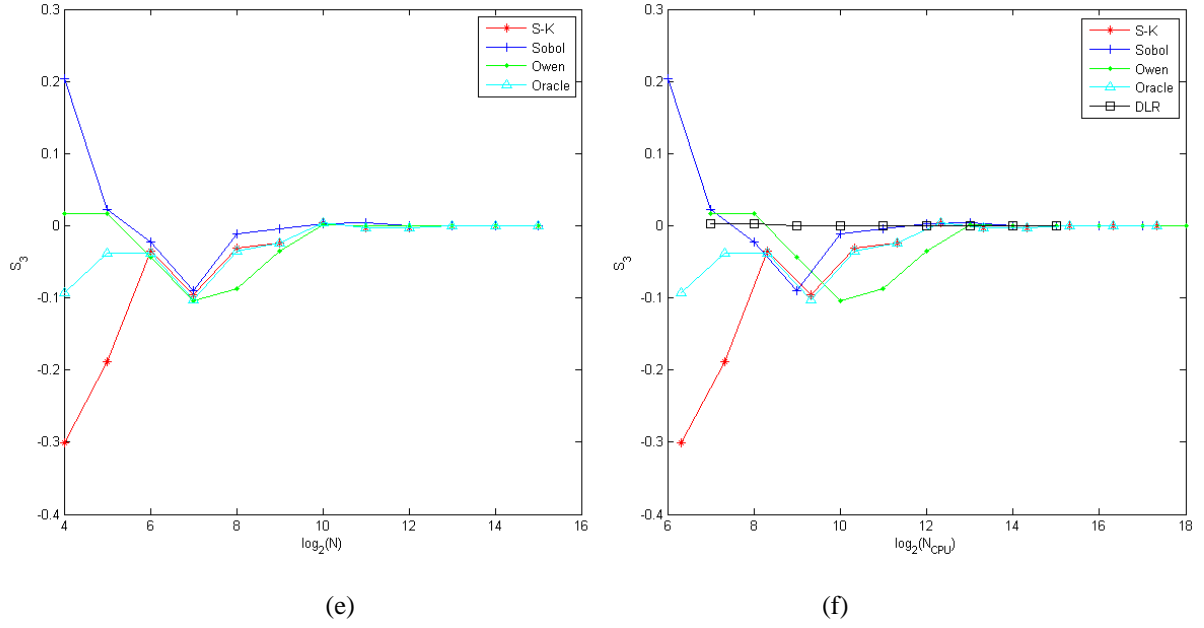 0.3
0.2
0.1
0
-0.1
-0.2
-0.3
-0.4
S3
4
6
8
10
12
14
16
log2(N)
S-K
Sobol
Owen
Oracle
(e)
0.3
0.2
0.1
0
-0.1
-0.2
-0.3
-0.4
S3
6
8
10
12
14
16
18
log2(NCPU)
S-K
Sobol
Owen
Oracle
DLR
(f)